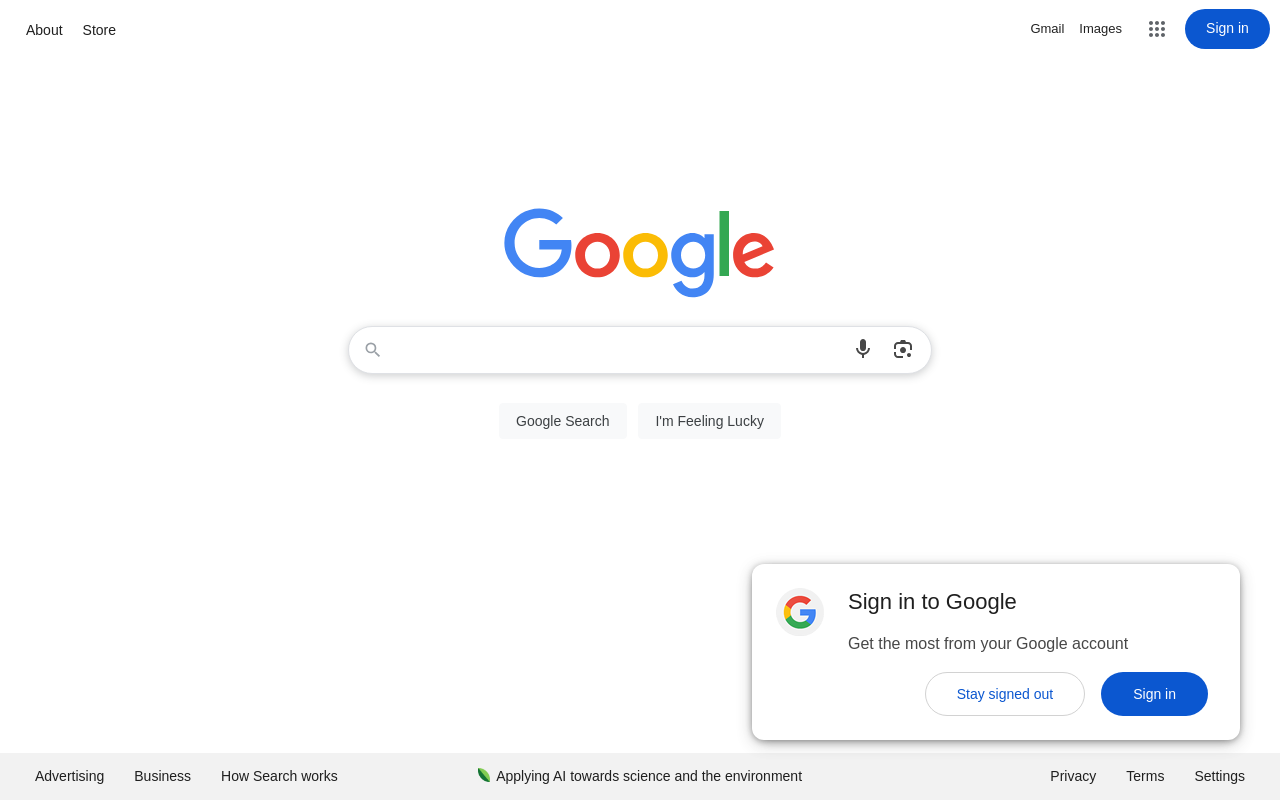 About Store
Gmail Images Sign in
Google
Google Search I'm Feeling Lucky
Sign in to Google
Get the most from your Google account
Stay signed out Sign in
Advertising Business How Search works
Applying AI towards science and the environment
Privacy Terms Settings